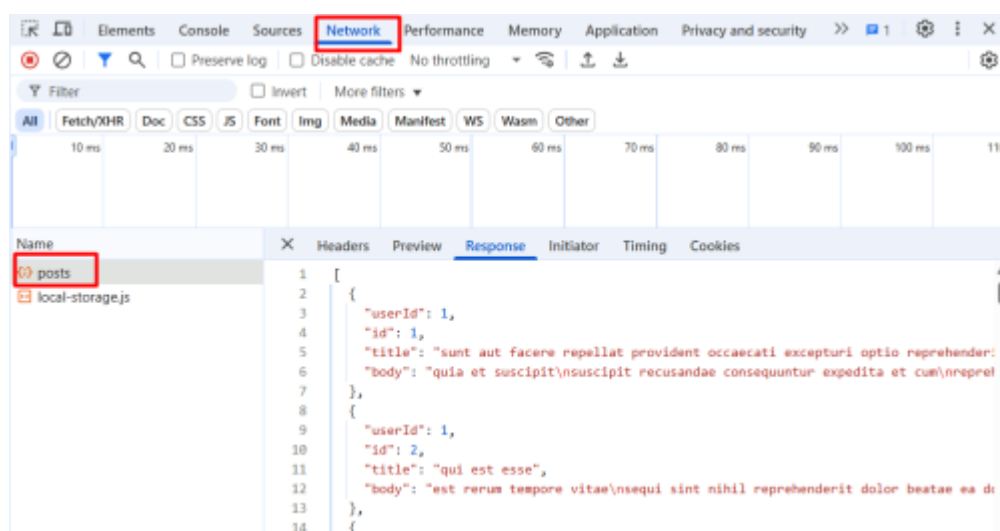 Elements Console Sources Network Performance Memory Application Privacy and security 1
Preserve log Disable cache No throttling
Filter Invert More filters
All Fetch/XHR Doc CSS JS Font Img Media Manifest WS Wasm Other
10 ms 20 ms 30 ms 40 ms 50 ms 60 ms 70 ms 80 ms 90 ms 100 ms 11
Name Headers Preview Response Initiator Timing Cookies
posts
local-storage.js
1 [
2 {
3 "userId": 1,
4 "id": 1,
5 "title": "sunt aut facere repellat provident occaecati excepturi optio reprehenderi
6 "body": "quia et suscipit\nsuscipit recusandae consequuntur expedita et cum\nrepreh
7 },
8 {
9 "userId": 1,
10 "id": 2,
11 "title": "qui est esse",
12 "body": "est rerum tempore vitae\nsequi sint nihil reprehenderit dolor beatae ea do
13 },
14 {